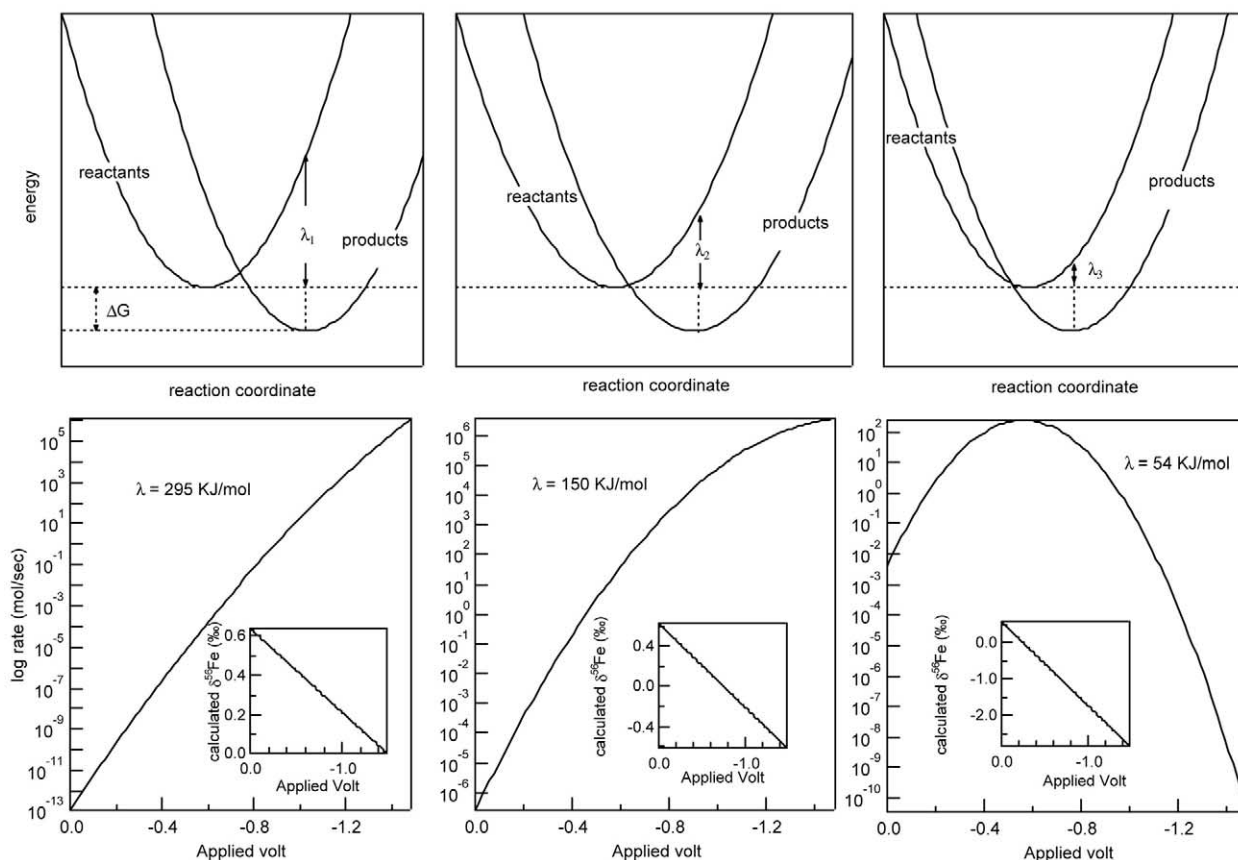 energy
reactants
λ1
products
ΔG
reaction coordinate
reactants
λ2
products
reaction coordinate
reactants
λ3
products
reaction coordinate
log rate (mol/sec)
10^5
10^3
10^1
10^-1
10^-3
10^-5
10^-7
10^-9
10^-11
10^-13
λ = 295 KJ/mol
calculated δ^56Fe (‰)
0.6
0.4
0.2
0.0
0.0
-1.0
Applied Volt
0.0
-0.4
-0.8
-1.2
Applied volt
10^6
10^5
10^4
10^3
10^2
10^1
10^0
10^-1
10^-2
10^-3
10^-4
10^-5
10^-6
λ = 150 KJ/mol
calculated δ^56Fe (‰)
0.4
0.0
-0.4
0.0
-1.0
Applied Volt
0.0
-0.4
-0.8
-1.2
Applied volt
10^2
10^1
10^0
10^-1
10^-2
10^-3
10^-4
10^-5
10^-6
10^-7
10^-8
10^-9
10^-10
λ = 54 KJ/mol
calculated δ^56Fe (‰)
0.0
-1.0
-2.0
0.0
-1.0
Applied Volt
0.0
-0.4
-0.8
-1.2
Applied volt